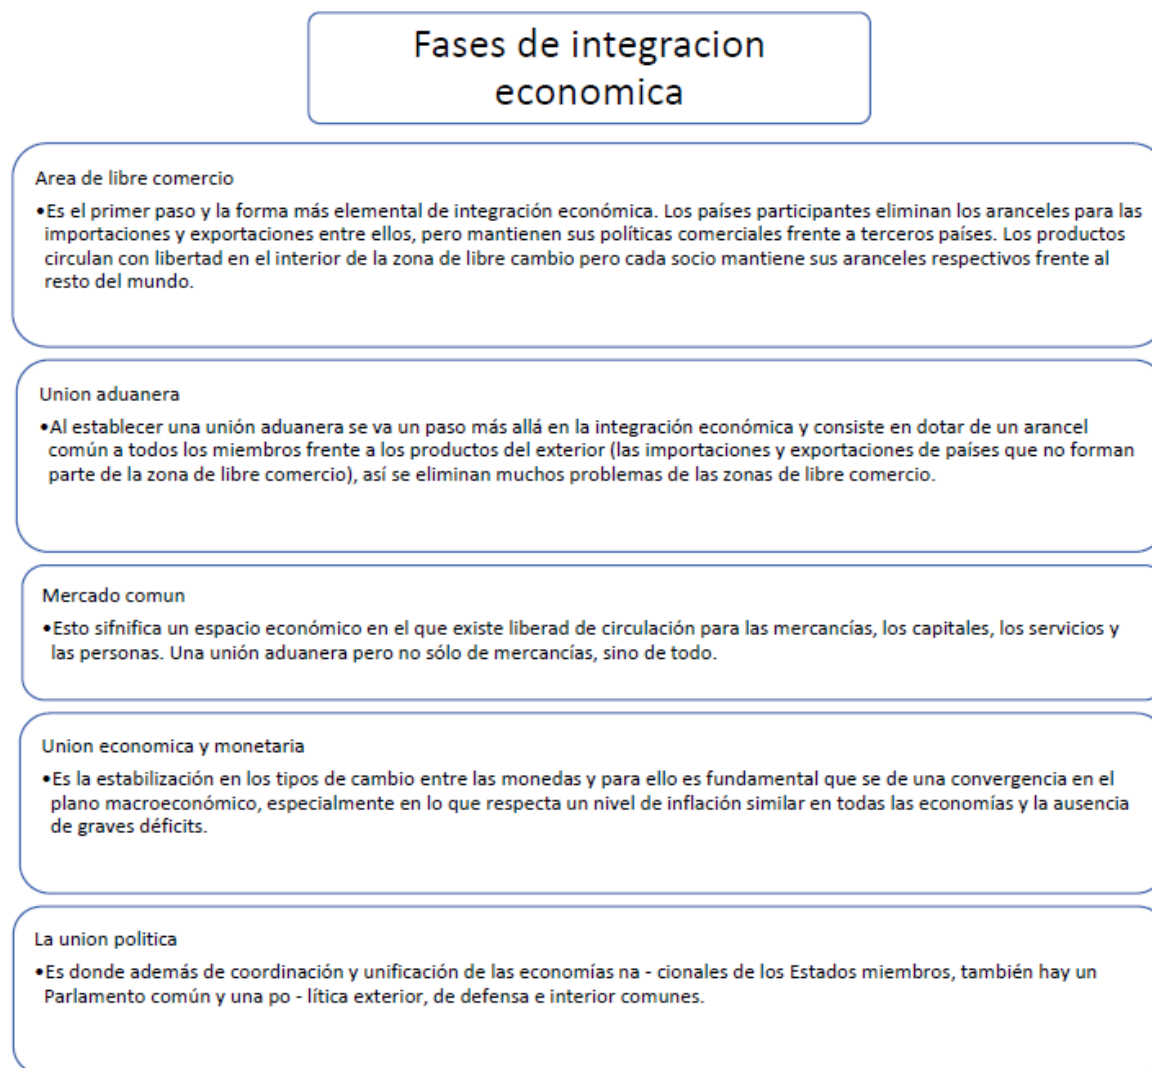 Fases de integracion
economica
Area de libre comercio
•Es el primer paso y la forma más elemental de integración económica. Los países participantes eliminan los aranceles para las
importaciones y exportaciones entre ellos, pero mantienen sus políticas comerciales frente a terceros países. Los productos
circulan con libertad en el interior de la zona de libre cambio pero cada socio mantiene sus aranceles respectivos frente al
resto del mundo.
Union aduanera
•Al establecer una unión aduanera se va un paso más allá en la integración económica y consiste en dotar de un arancel
común a todos los miembros frente a los productos del exterior (las importaciones y exportaciones de países que no forman
parte de la zona de libre comercio), así se eliminan muchos problemas de las zonas de libre comercio.
Mercado comun
•Esto sifnifica un espacio económico en el que existe liberad de circulación para las mercancías, los capitales, los servicios y
las personas. Una unión aduanera pero no sólo de mercancías, sino de todo.
Union economica y monetaria
•Es la estabilización en los tipos de cambio entre las monedas y para ello es fundamental que se de una convergencia en el
plano macroeconómico, especialmente en lo que respecta un nivel de inflación similar en todas las economías y la ausencia
de graves déficits.
La union politica
•Es donde además de coordinación y unificación de las economías na - cionales de los Estados miembros, también hay un
Parlamento común y una po - lítica exterior, de defensa e interior comunes.